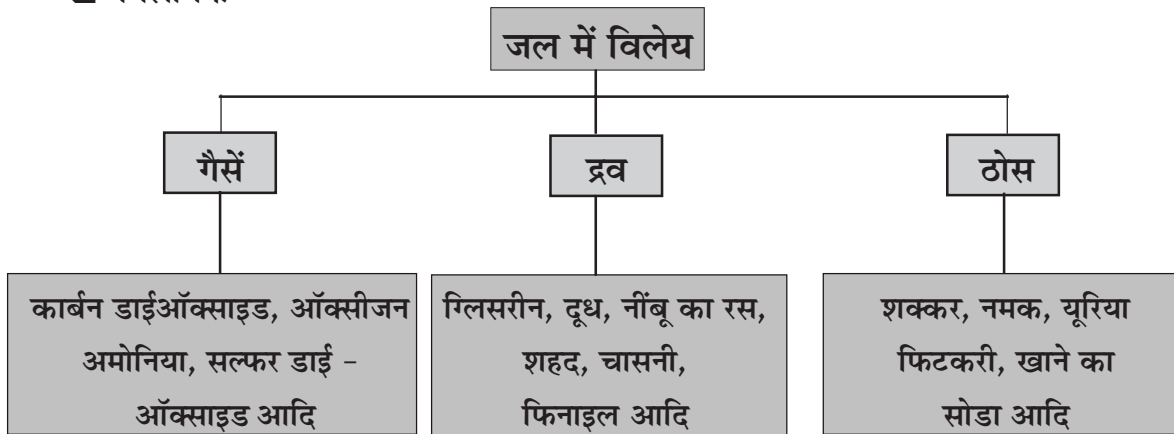 जल में विलेय
गैसें
द्रव
ठोस
कार्बन डाईऑक्साइड, ऑक्सीजन
अमोनिया, सल्फर डाई -
ऑक्साइड आदि
ग्लिसरीन, दूध, नींबू का रस,
शहद, चासनी,
फिनाइल आदि
शक्कर, नमक, यूरिया
फिटकरी, खाने का
सोडा आदि